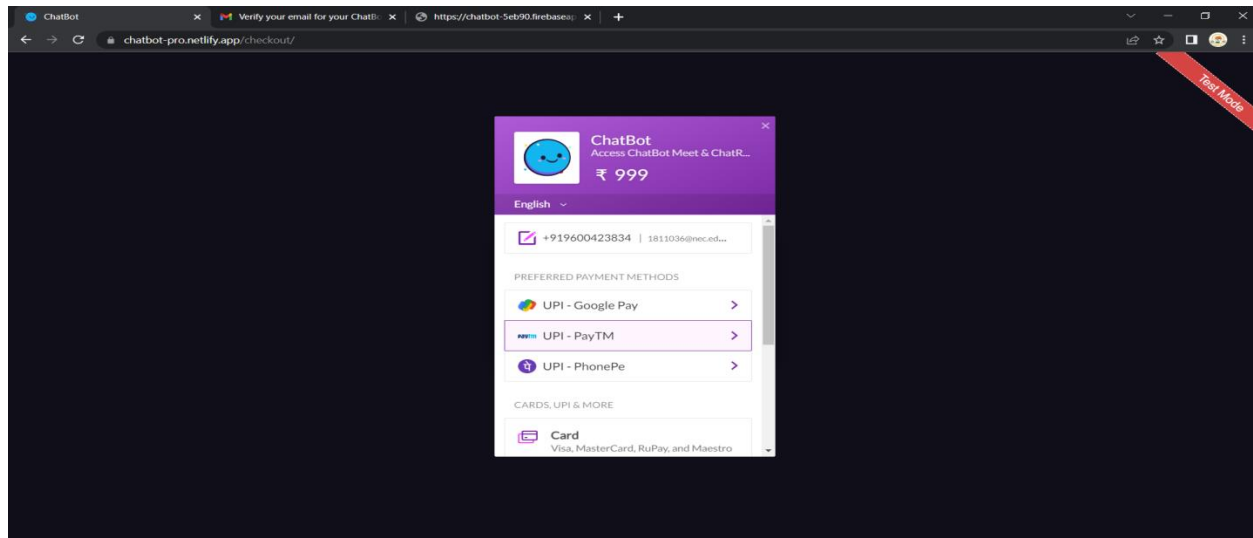 ChatBot
Verify your email for your ChatBo
https://chatbot-5eb90.firebaseap
chatbot-pro.netlify.app/checkout/
Test Mode
ChatBot
Access ChatBot Meet & ChatR...
₹ 999
English
+919600423834 | 1811036@nec.ed...
PREFERRED PAYMENT METHODS
UPI - Google Pay
UPI - PayTM
UPI - PhonePe
CARDS, UPI & MORE
Card
Visa, MasterCard, RuPay, and Maestro